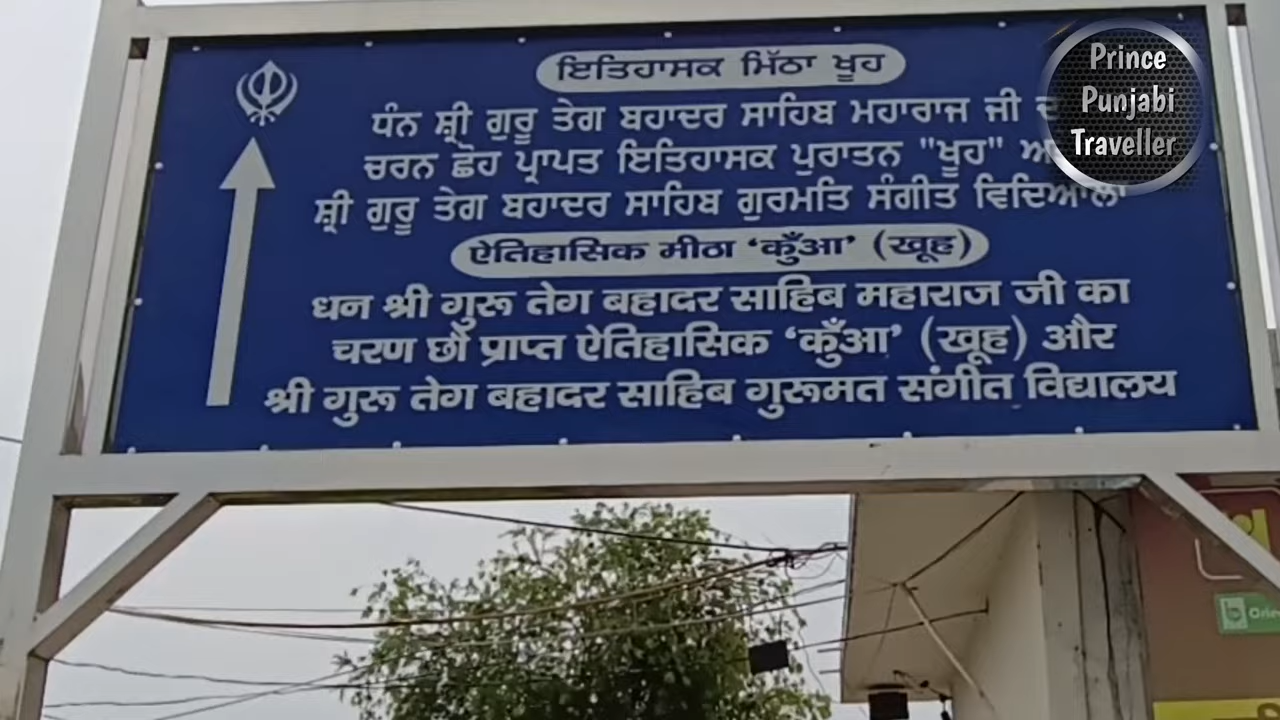 ਇਤਿਹਾਸਕ ਮਿੱਠਾ ਖੂਹ
ਧੰਨ ਸ਼੍ਰੀ ਗੁਰੂ ਤੇਗ ਬਹਾਦਰ ਸਾਹਿਬ ਮਹਾਰਾਜ ਜੀ
ਚਰਨ ਛੋਹ ਪ੍ਰਾਪਤ ਇਤਿਹਾਸਕ ਪੁਰਾਤਨ "ਖੂਹ"
ਸ਼੍ਰੀ ਗੁਰੂ ਤੇਗ ਬਹਾਦਰ ਸਾਹਿਬ ਗੁਰਮਤਿ ਸੰਗੀਤ ਵਿਦਿਆਲਾ
ऐतिहासिक मीठा ‘कुँआ’ (खूह)
धन श्री गुरू तेग बहादर साहिब महाराज जी का
चरण छौ प्राप्त ऐतिहासिक ‘कुँआ’ (खूह) और
श्री गुरू तेग बहादर साहिब गुरूमत संगीत विद्यालय
Prince
Punjabi
Traveller